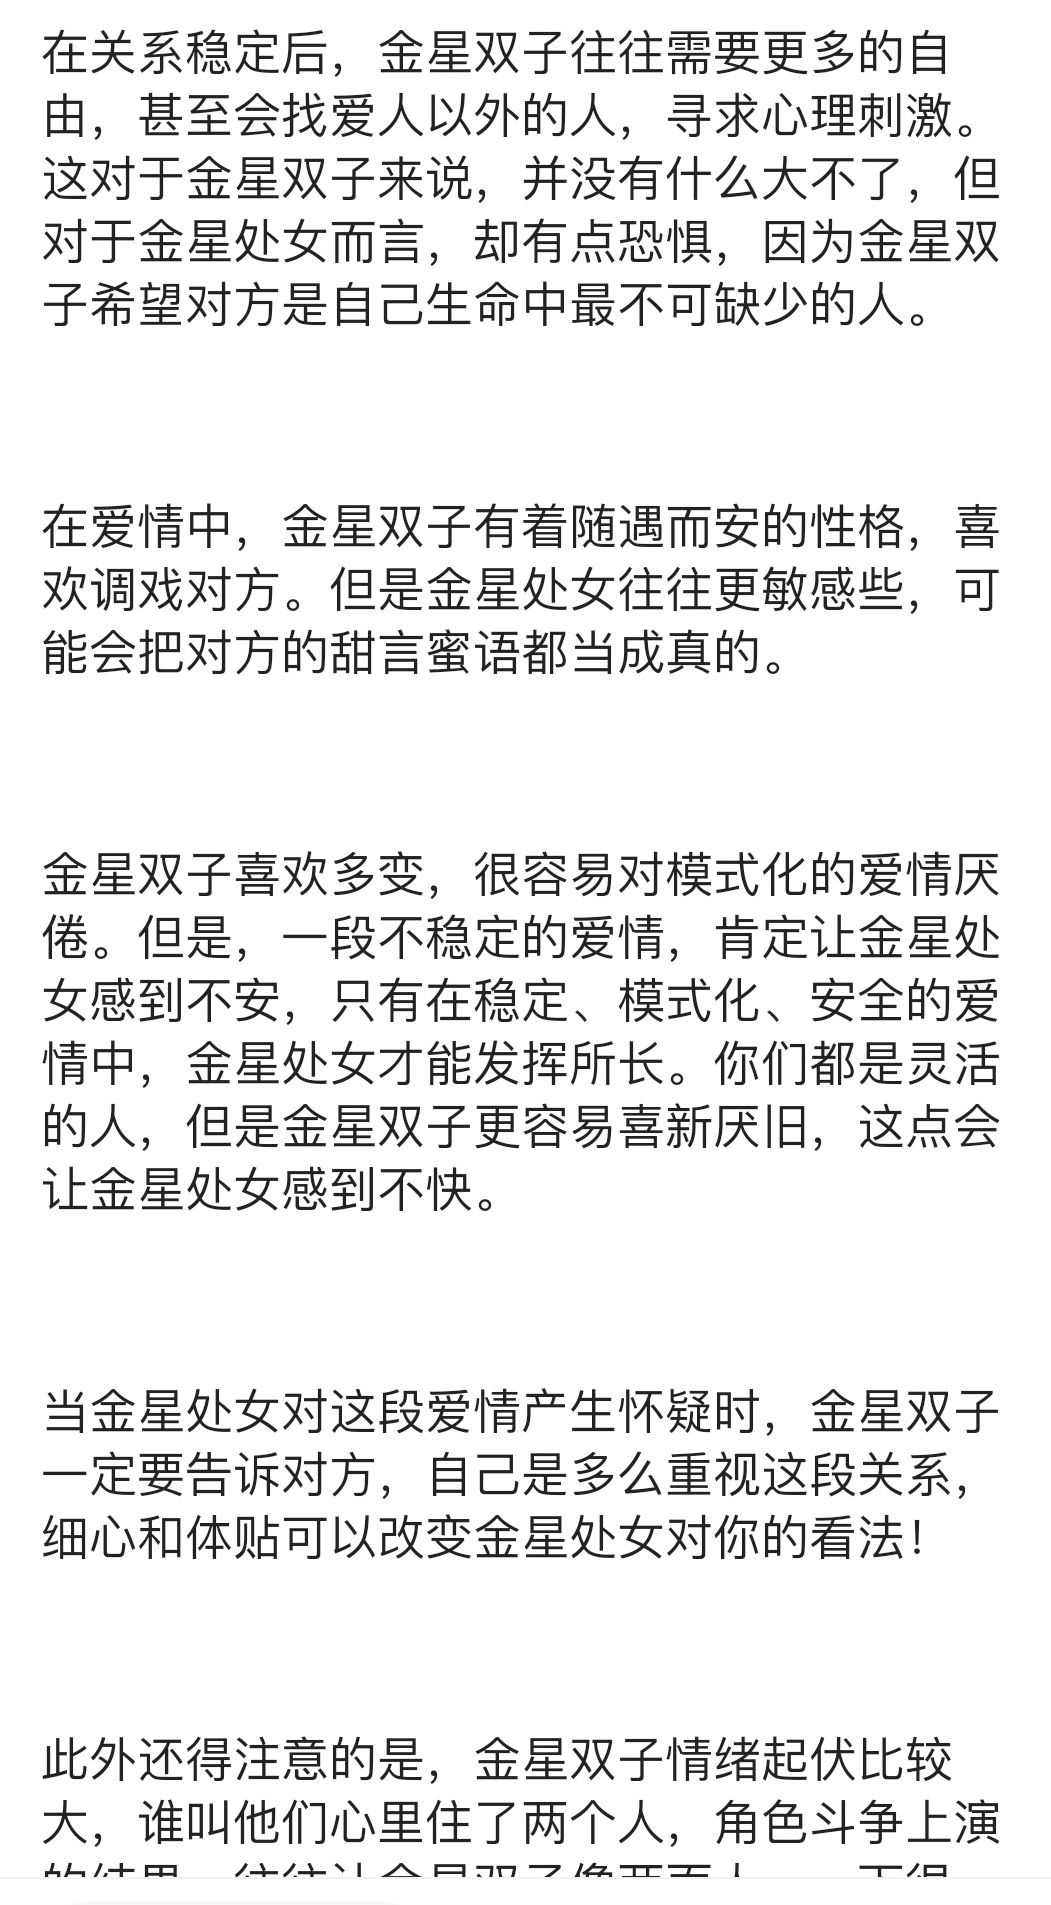 在关系稳定后，金星双子往往需要更多的自
由，甚至会找爱人以外的人，寻求心理刺激。
这对于金星双子来说，并没有什么大不了，但
对于金星处女而言，却有点恐惧，因为金星双
子希望对方是自己生命中最不可缺少的人。
在爱情中，金星双子有着随遇而安的性格，喜
欢调戏对方。但是金星处女往往更敏感些，可
能会把对方的甜言蜜语都当成真的。
金星双子喜欢多变，很容易对模式化的爱情厌
倦。但是，一段不稳定的爱情，肯定让金星处
女感到不安，只有在稳定、模式化、安全的爱
情中，金星处女才能发挥所长。你们都是灵活
的人，但是金星双子更容易喜新厌旧，这点会
让金星处女感到不快。
当金星处女对这段爱情产生怀疑时，金星双子
一定要告诉对方，自己是多么重视这段关系，
细心和体贴可以改变金星处女对你的看法！
此外还得注意的是，金星双子情绪起伏比较
大，谁叫他们心里住了两个人，角色斗争上演
的结果，往往让金星双子像两面人